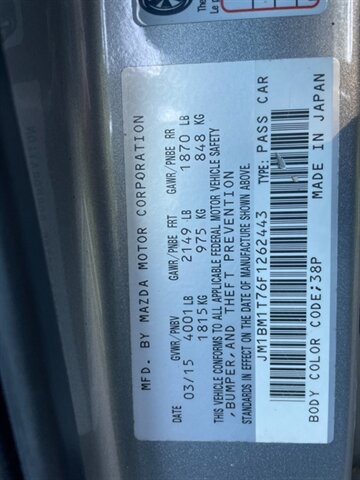 The
Le p
MFD. BY MAZDA MOTOR CORPORATION
DATE GVWR/PNBV GAWR/PNBE FRT GAWR/PNBE RR
03/15 4001 LB 2149 LB 1870 LB
1815KG 975 KG 848 KG
THIS VEHICLE CONFORMS TO ALL APPLICABLE FEDERAL MOTOR VEHICLE SAFETY
,BUMPER,AND THEFT PREVENTION
STANDARDS IN EFFECT ON THE DATE OF MANUFACTURE SHOWN ABOVE.
JM1BM1T76F1262443 TYPE: PASS CAR
BODY COLOR CODE;38P MADE IN JAPAN